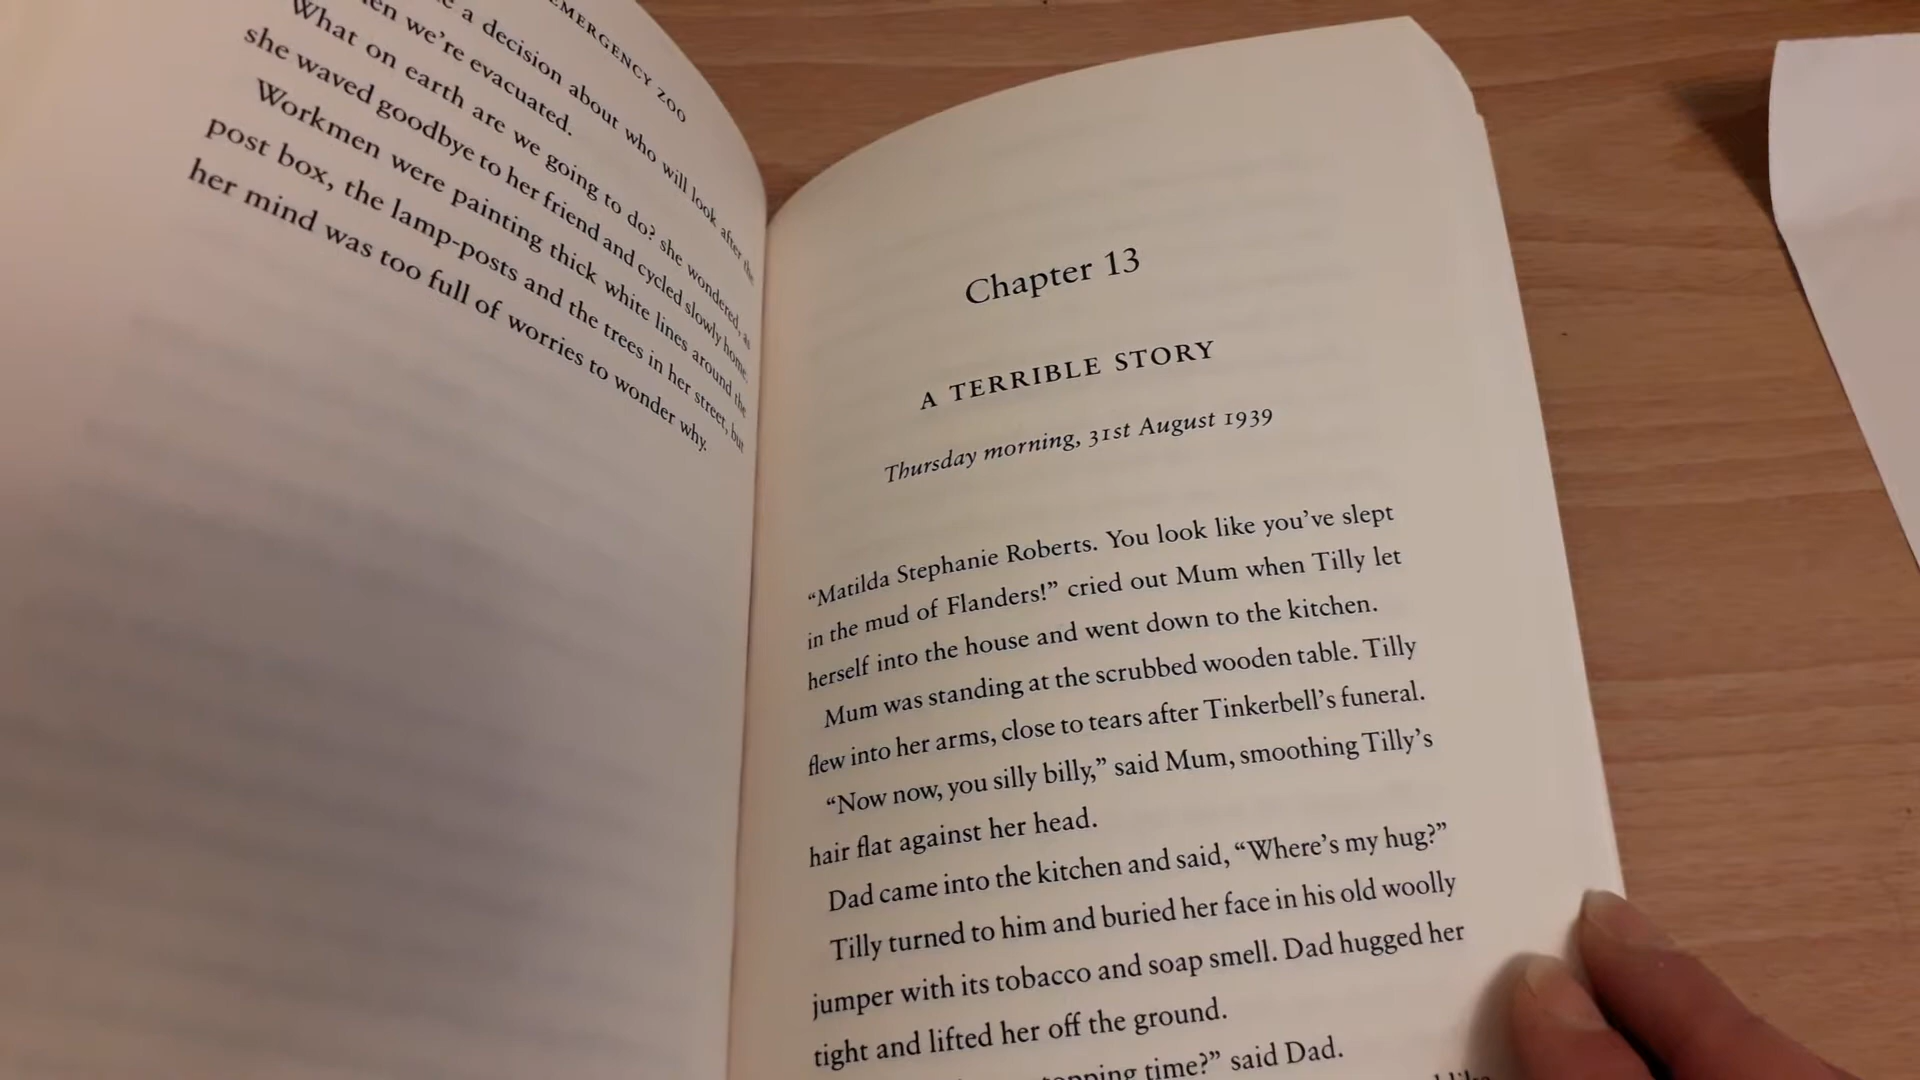 EMERGENCY ZOO
a decision about who will look after the
when we're evacuated.
What on earth are we going to do? she wondered, as
she waved goodbye to her friend and cycled slowly home.
Workmen were painting thick white lines around the
post box, the lamp-posts and the trees in her street, but
her mind was too full of worries to wonder why.
Chapter 13
A TERRIBLE STORY
Thursday morning, 31st August 1939
“Matilda Stephanie Roberts. You look like you’ve slept
in the mud of Flanders!” cried out Mum when Tilly let
herself into the house and went down to the kitchen.
Mum was standing at the scrubbed wooden table. Tilly
flew into her arms, close to tears after Tinkerbell’s funeral.
“Now now, you silly billy,” said Mum, smoothing Tilly’s
hair flat against her head.
Dad came into the kitchen and said, “Where’s my hug?”
Tilly turned to him and buried her face in his old woolly
jumper with its tobacco and soap smell. Dad hugged her
tight and lifted her off the ground.
time?” said Dad.